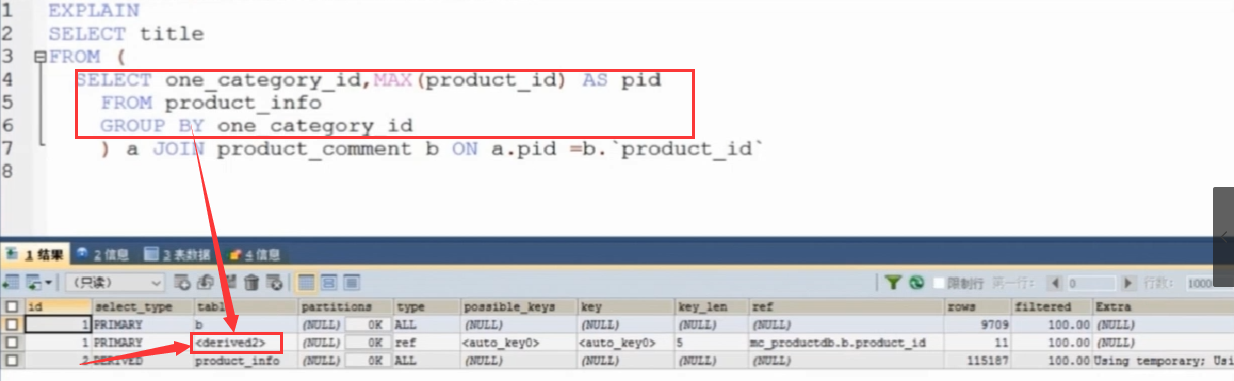 1 EXPLAIN
2 SELECT title
3 FROM (
4 SELECT one_category_id,MAX(product_id) AS pid
5 FROM product_info
6 GROUP BY one_category_id
7 ) a JOIN product_comment b ON a.pid =b.`product_id`
8
1 结果 2 信息 3 表数据 4 信息
(只读) 限制行 第一行: 0 行数: 1000
id select_type table partitions type possible_keys key key_len ref rows filtered Extra
1 PRIMARY b (NULL) 0K ALL (NULL) (NULL) (NULL) (NULL) 9709 100.00 (NULL)
1 PRIMARY <derived2> (NULL) 0K ref <auto_key0> <auto_key0> 5 mc_productdb.b.product_id 11 100.00 (NULL)
2 DERIVED product_info (NULL) 0K ALL (NULL) (NULL) (NULL) (NULL) 115187 100.00 Using temporary; Usi